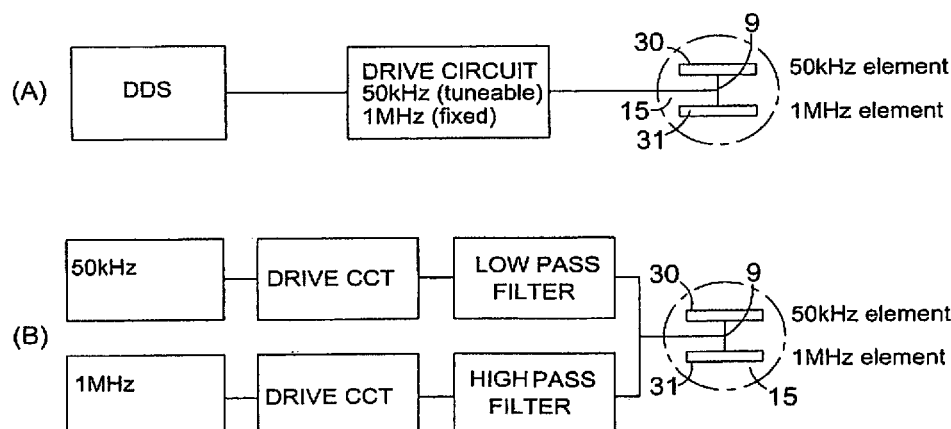 (A)
DDS
DRIVE CIRCUIT
50kHz (tuneable)
1MHz (fixed)
30
9
50kHz element
15
1MHz element
31
(B)
50kHz
DRIVE CCT
LOW PASS
FILTER
30
9
50kHz element
1MHz element
1MHz
DRIVE CCT
HIGH PASS
FILTER
31
15